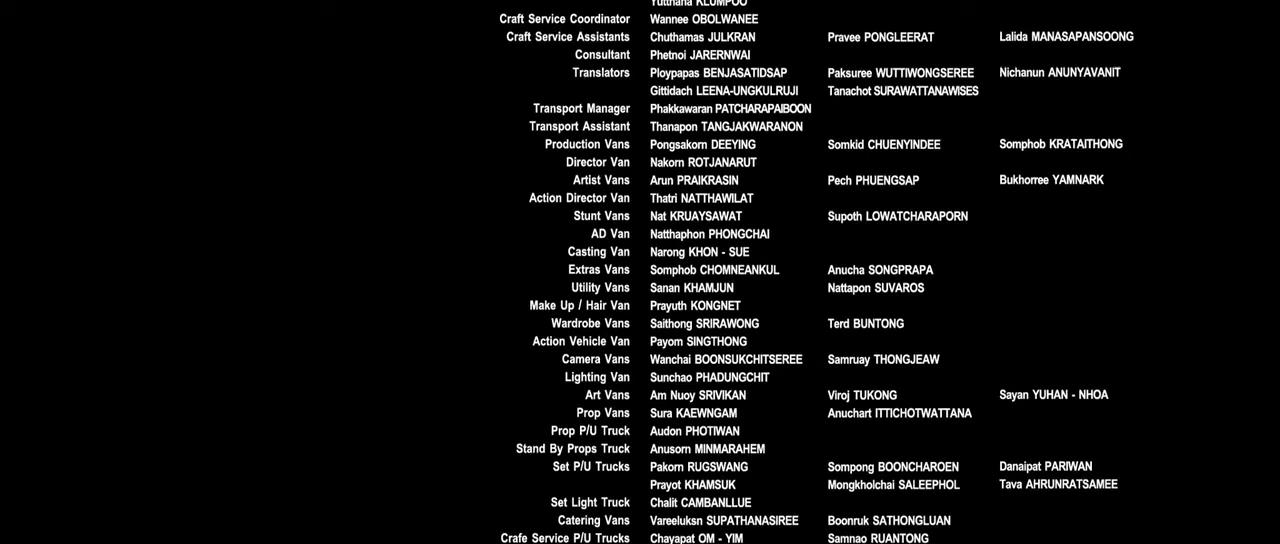 Yutthana KLUMPOO
Craft Service Coordinator Wannee OBOLWANEE
Craft Service Assistants Chuthamas JULKRAN Pravee PONGLEERAT Lalida MANASAPANSOONG
Consultant Phetnoi JARERNWAI
Translators Ploypapas BENJASATIDSAP Paksuree WUTTIWONGSEREE Nichanun ANUNYAVANIT
Gittidach LEENA-UNGKULRUJI Tanachot SURAWATTANAWISES
Transport Manager Phakkawaran PATCHARAPAIBOON
Transport Assistant Thanapon TANGJAKWARANON
Production Vans Pongsakorn DEEYING Somkid CHUENYINDEE Somphob KRATAITHONG
Director Van Nakorn ROTJANARUT
Artist Vans Arun PRAIKRASIN Pech PHUENGSAP Bukhorree YAMNARK
Action Director Van Thatri NATTHAWILAT
Stunt Vans Nat KRUAYSAWAT Supoth LOWATCHARAPORN
AD Van Natthaphon PHONGCHAI
Casting Van Narong KHON - SUE
Extras Vans Somphob CHOMNEANKUL Anucha SONGPRAPA
Utility Vans Sanan KHAMJUN Nattapon SUVAROS
Make Up / Hair Van Prayuth KONGNET
Wardrobe Vans Saithong SRIRAWONG Terd BUNTONG
Action Vehicle Van Payom SINGTHONG
Camera Vans Wanchai BOONSUKCHITSEREE Samruay THONGJEAW
Lighting Van Sunchao PHADUNGCHIT
Art Vans Am Nuoy SRIVIKAN Viroj TUKONG Sayan YUHAN - NHOA
Prop Vans Sura KAEWNGAM Anuchart ITTICHOTWATTANA
Prop P/U Truck Audon PHOTIWAN
Stand By Props Truck Anusorn MINMARAHEM
Set P/U Trucks Pakorn RUGSWANG Sompong BOONCHAROEN Danaipat PARIWAN
Prayot KHAMSUK Mongkholchai SALEEPHOL Tava AHRUNRATSAMEE
Set Light Truck Chalit CAMBANLLUE
Catering Vans Vareeluksn SUPATHANASIREE Boonruk SATHONGLUAN
Crafe Service P/U Trucks Chayapat OM - YIM Samnao RUANTONG